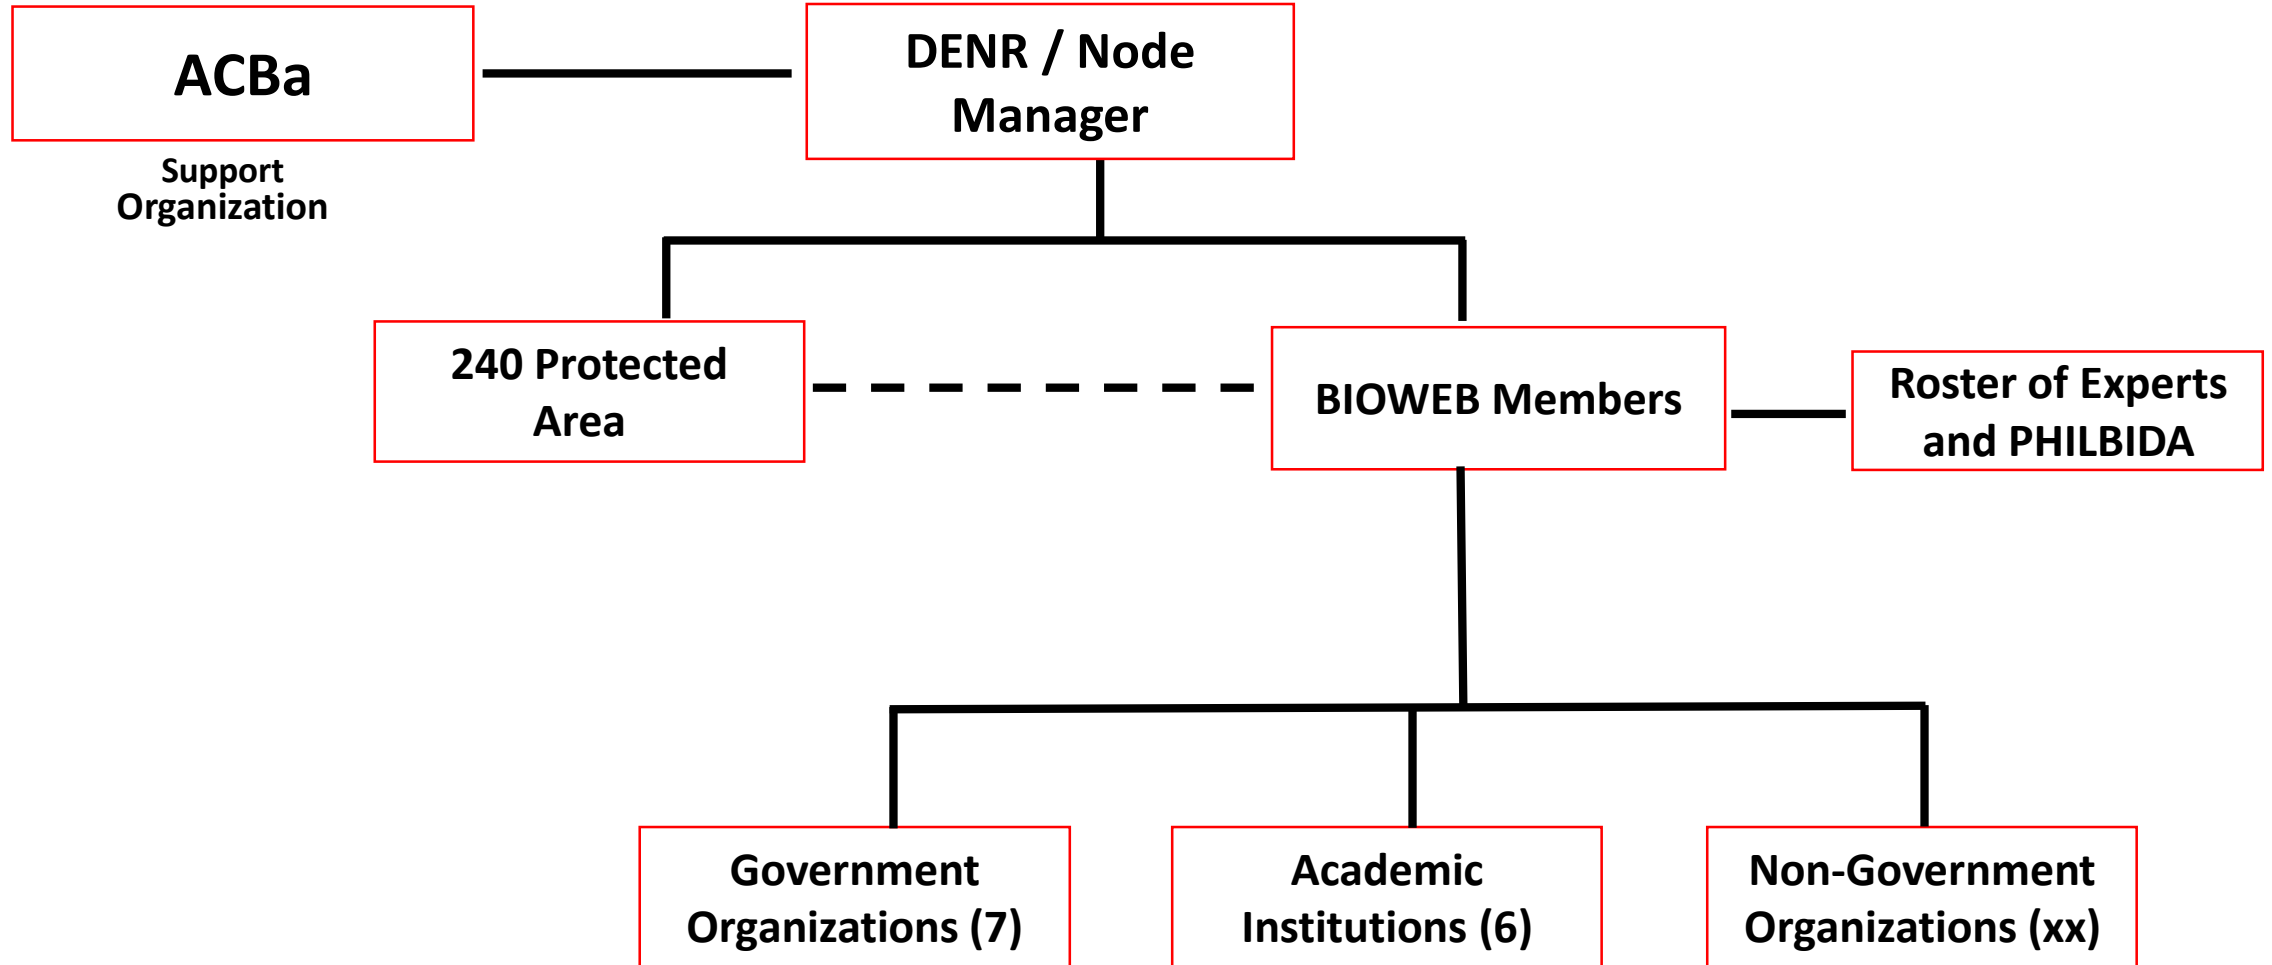 ACBa
DENR / Node
Manager
Support
Organization
240 Protected
Area
BIOWEB Members
Roster of Experts
and PHILBIDA
Government
Organizations (7)
Academic
Institutions (6)
Non-Government
Organizations (xx)